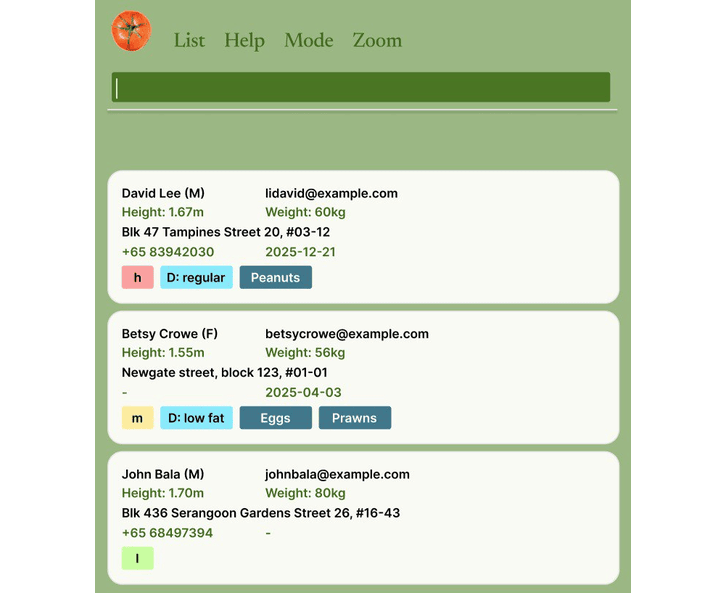 List Help Mode Zoom
David Lee (M) lidavid@example.com
Height: 1.67m Weight: 60kg
Blk 47 Tampines Street 20, #03-12
+65 83942030 2025-12-21
h D: regular Peanuts
Betsy Crowe (F) betsycrowe@example.com
Height: 1.55m Weight: 56kg
Newgate street, block 123, #01-01
- 2025-04-03
m D: low fat Eggs Prawns
John Bala (M) johnbala@example.com
Height: 1.70m Weight: 80kg
Blk 436 Serangoon Gardens Street 26, #16-43
+65 68497394 -
l